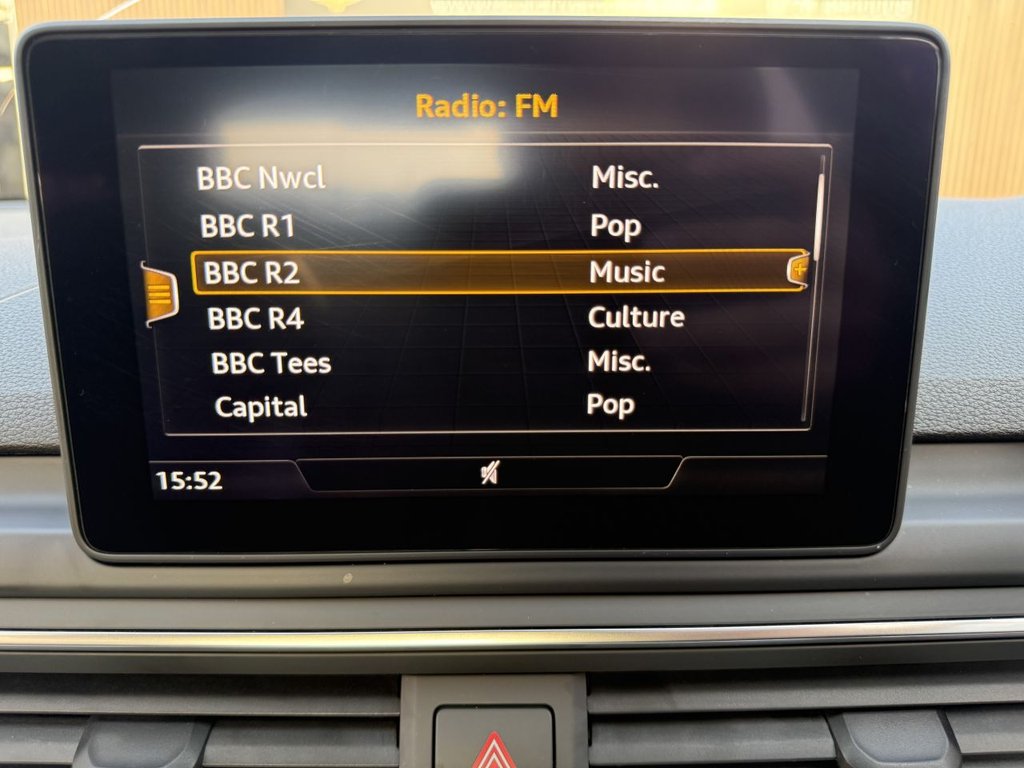 Radio: FM
BBC Nwcl Misc.
BBC R1 Pop
BBC R2 Music
BBC R4 Culture
BBC Tees Misc.
Capital Pop
15:52